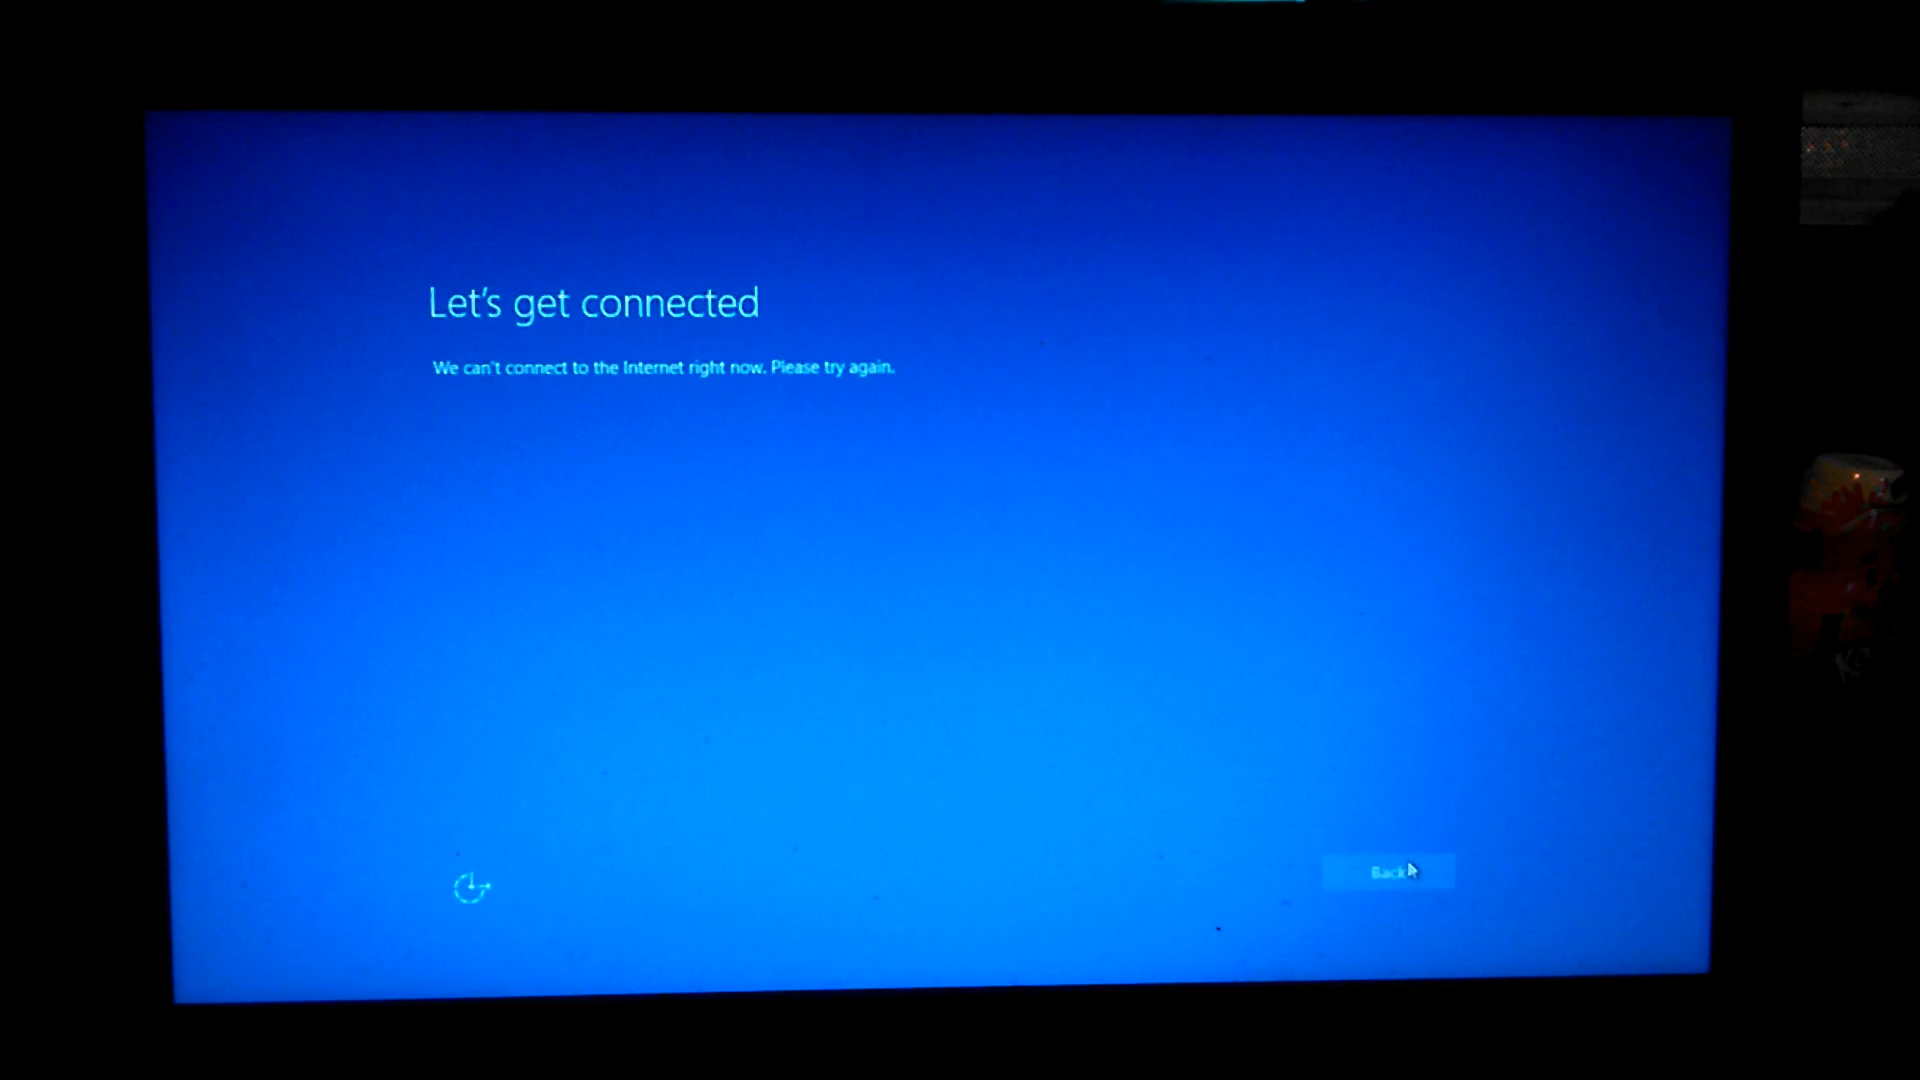 Let's get connected
We can't connect to the Internet right now. Please try again.
Back